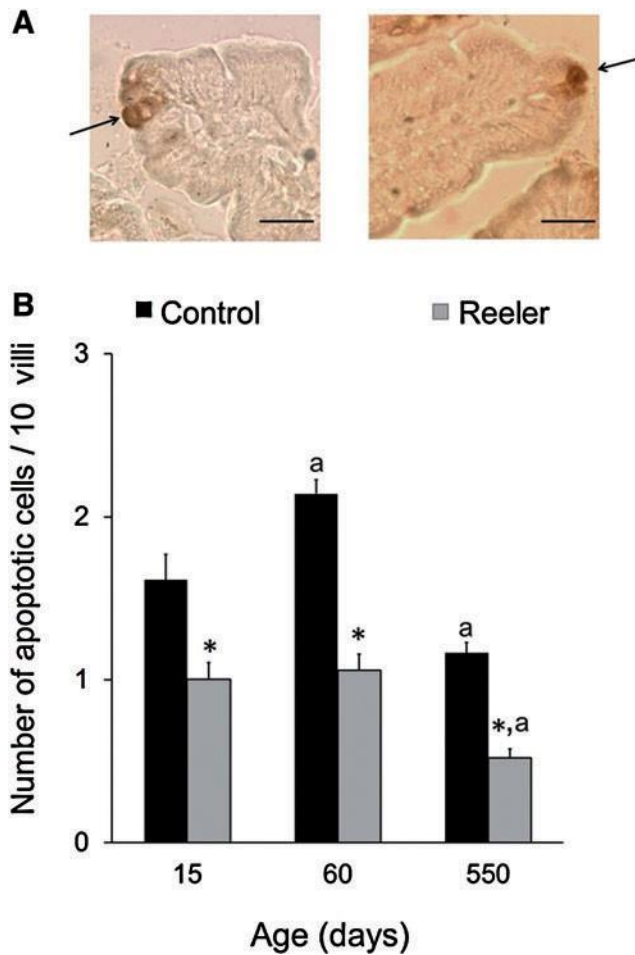 A
B
Control Reeler
Number of apoptotic cells / 10 villi
3
2
1
0
a
*
*
a
*,a
15 60 550
Age (days)